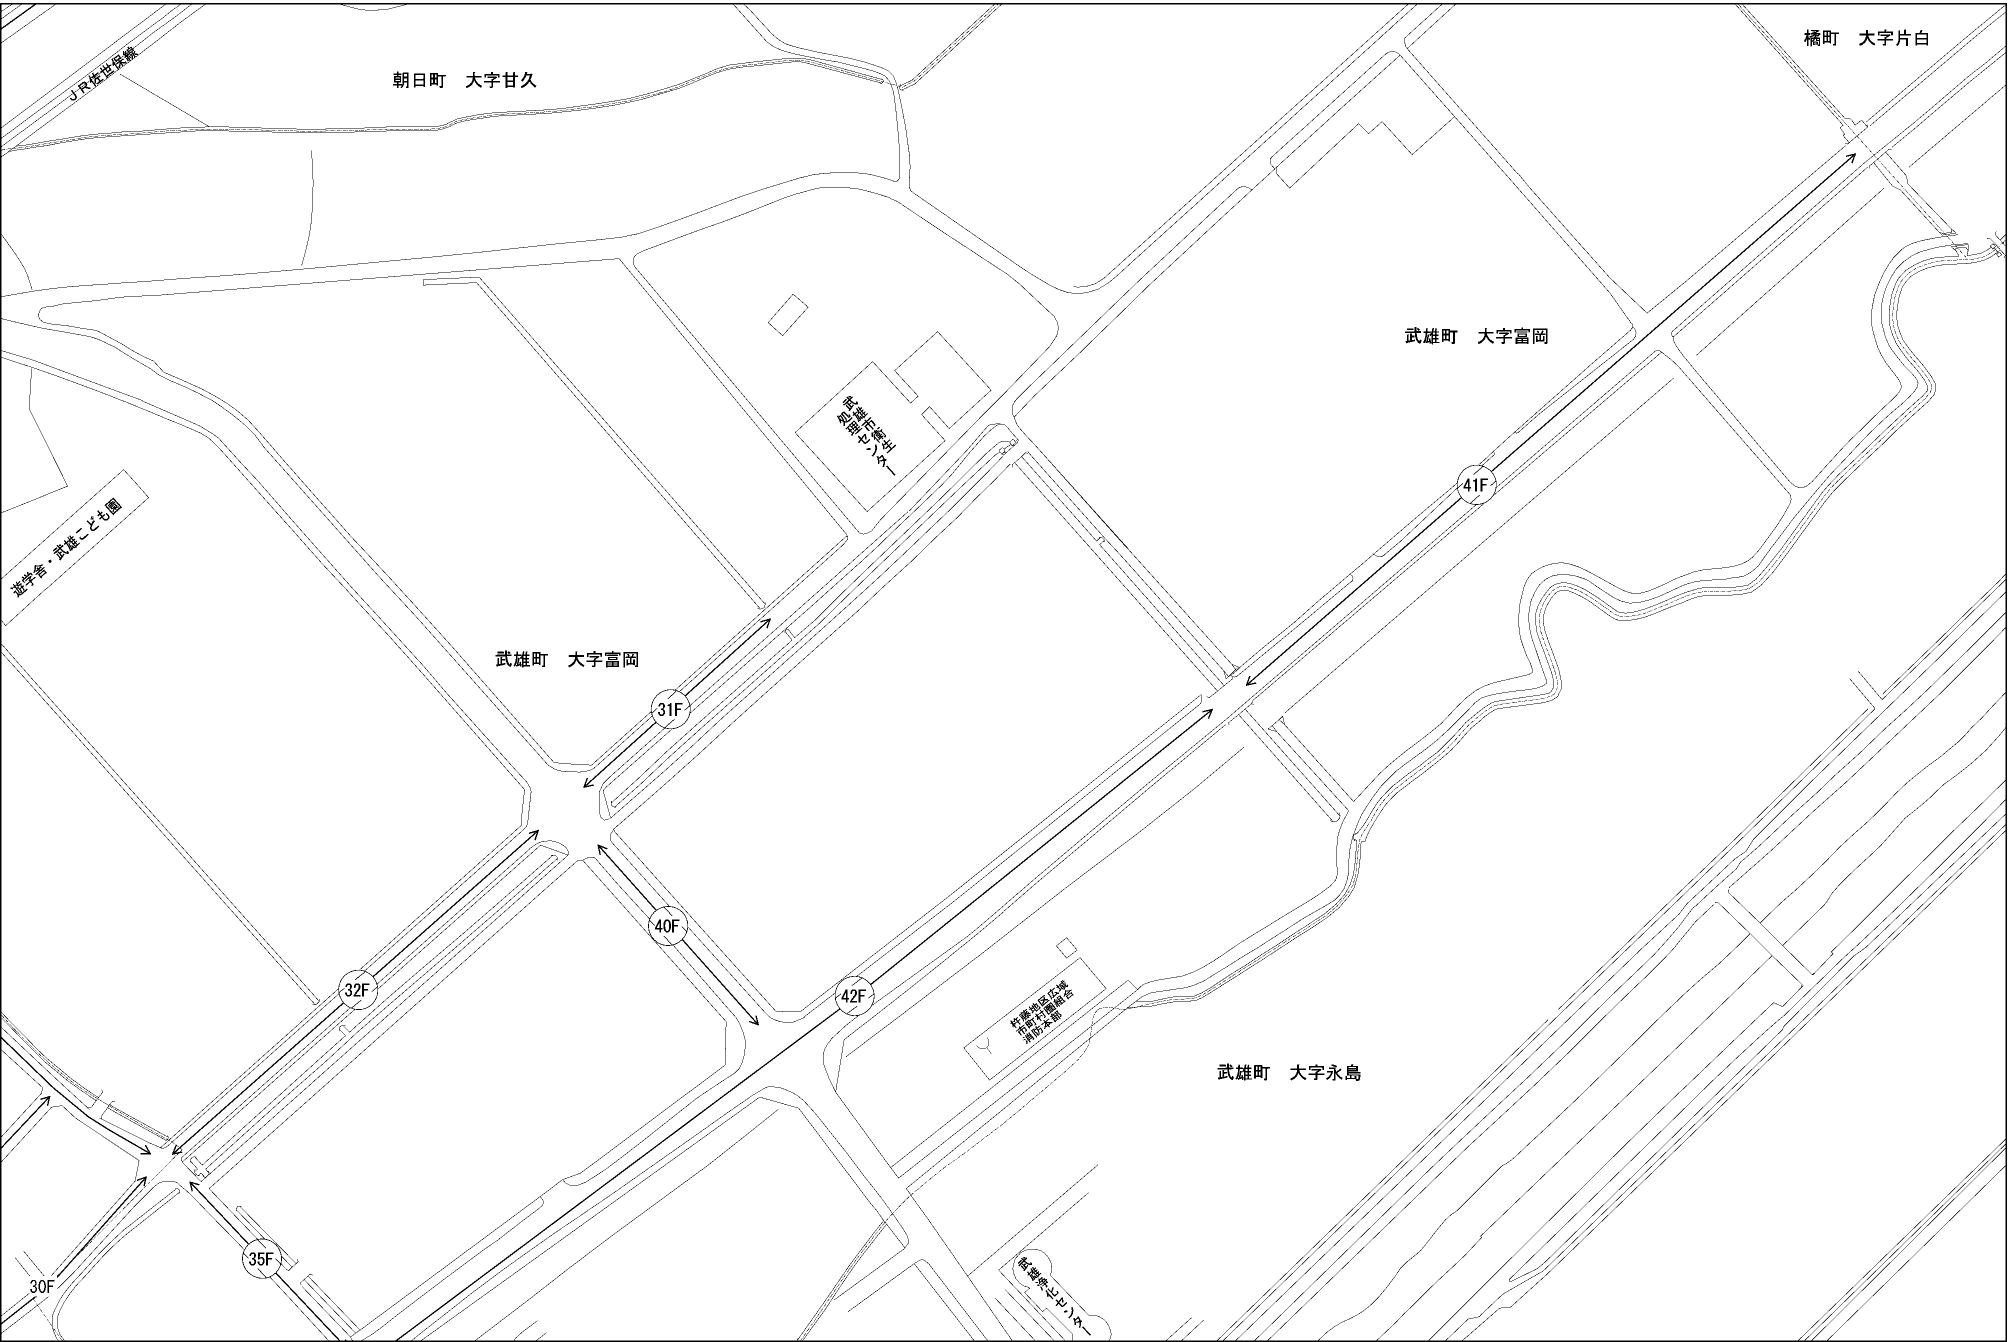 橘町　大字片白
JR佐世保線
朝日町　大字甘久
武雄町　大字富岡
武雄市衛生
処理センター
41F
遊学舎・武雄こども園
武雄町　大字富岡
31F
40F
32F
42F
杵藤地区広域
市町村圏組合
消防本部
武雄町　大字永島
35F
30F
武雄浄化センター